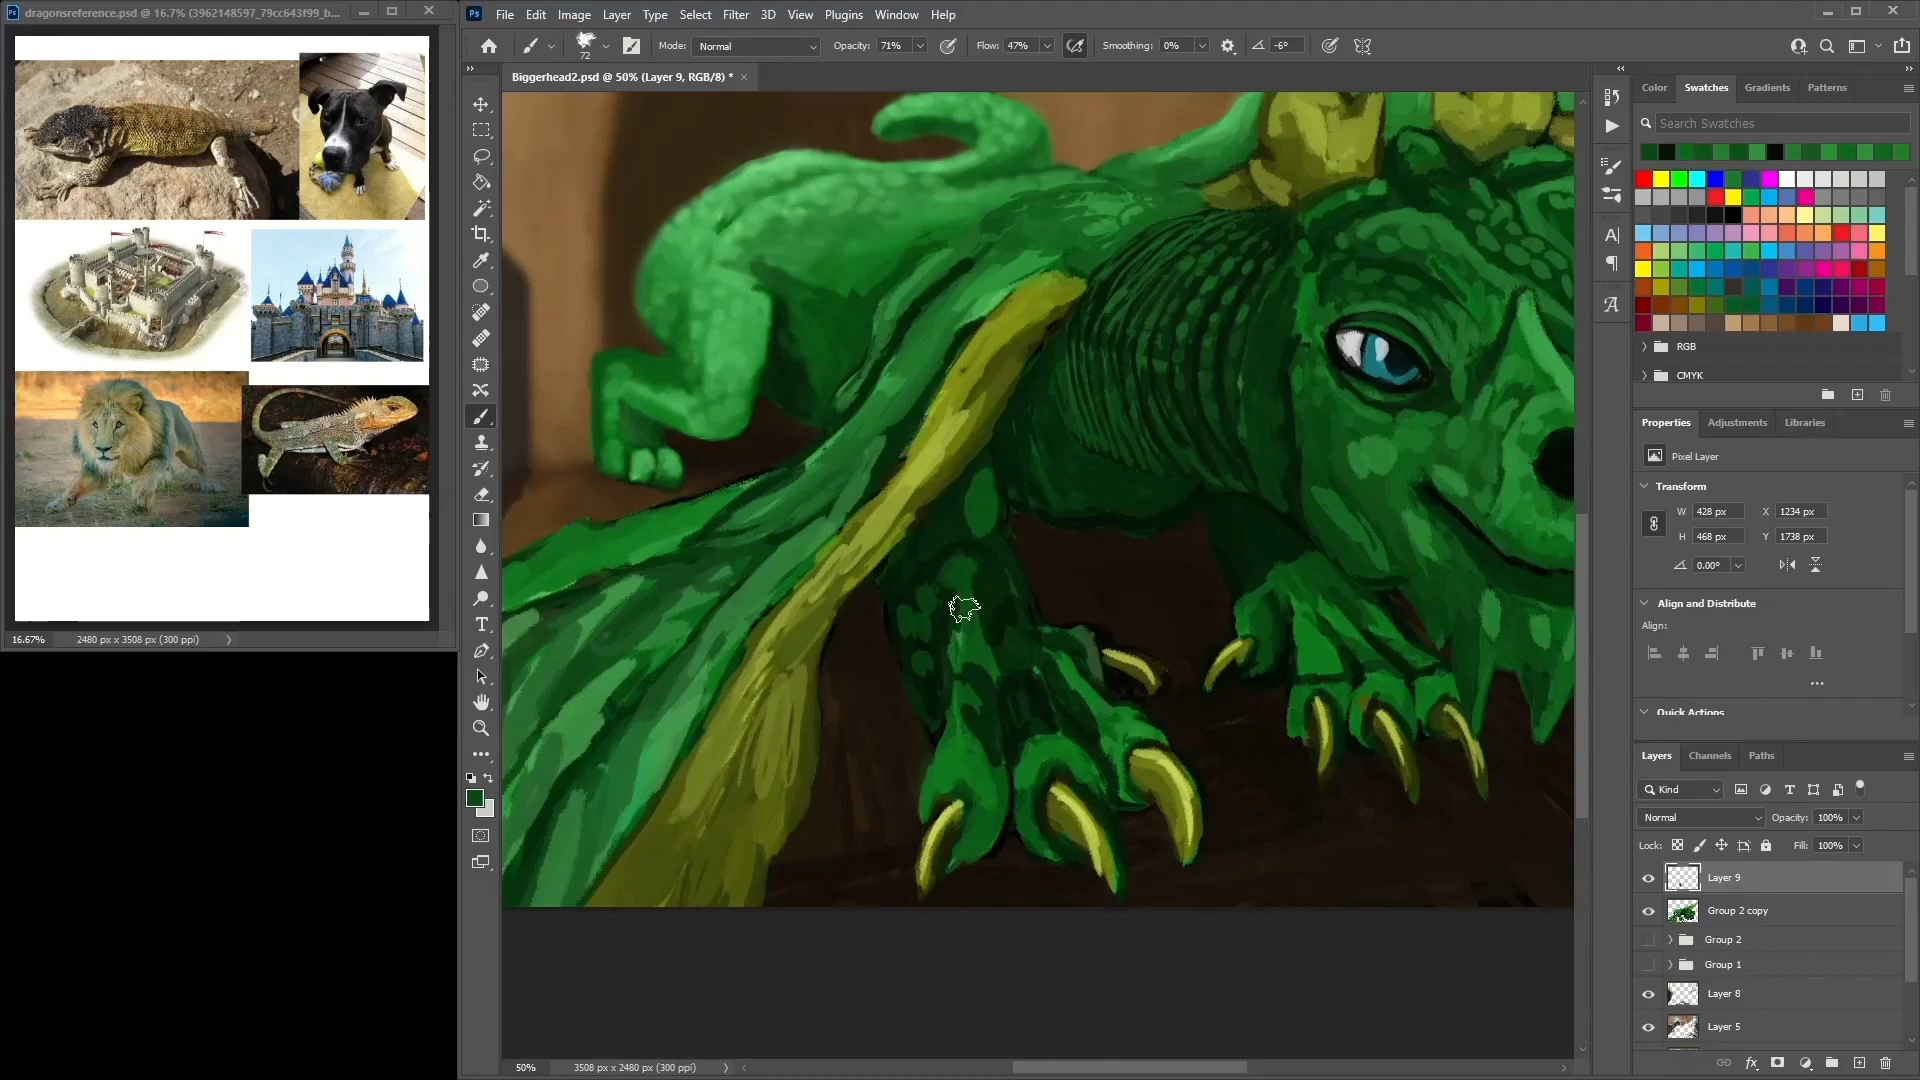 dragonsreference.psd @ 16.7% (3962148597_79cc643f99_b...
File Edit Image Layer Type Select Filter 3D View Plugins Window Help
72
Mode: Normal
Opacity: 71%
Flow: 47%
Smoothing: 0%
-6°
Biggerhead2.psd @ 50% (Layer 9, RGB/8) *
16.67%
2480 px x 3508 px (300 ppi)
50%
3508 px x 2480 px (300 ppi)
Color Swatches Gradients Patterns
Search Swatches
RGB
CMYK
Properties Adjustments Libraries
Pixel Layer
Transform
W 428 px X 1234 px
H 468 px Y 1738 px
0.00°
Align and Distribute
Align:
Quick Actions
Layers Channels Paths
Kind
Normal Opacity: 100%
Lock: Fill: 100%
Layer 9
Group 2 copy
Group 2
Group 1
Layer 8
Layer 5